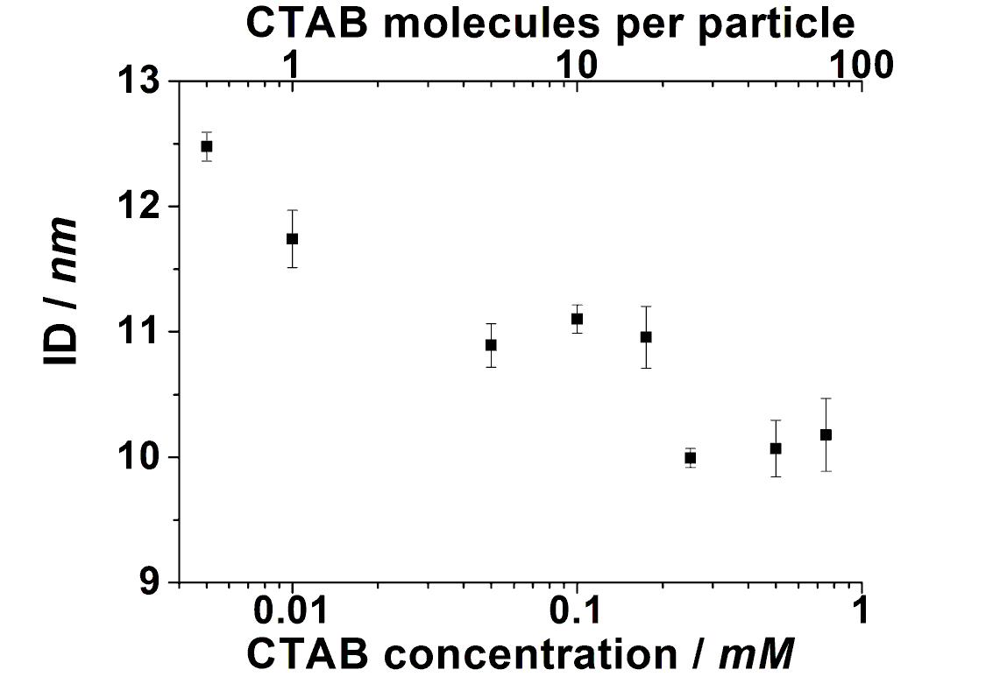 CTAB molecules per particle
1 10 100
13
12
11
10
9
ID / nm
0.01 0.1 1
CTAB concentration / mM